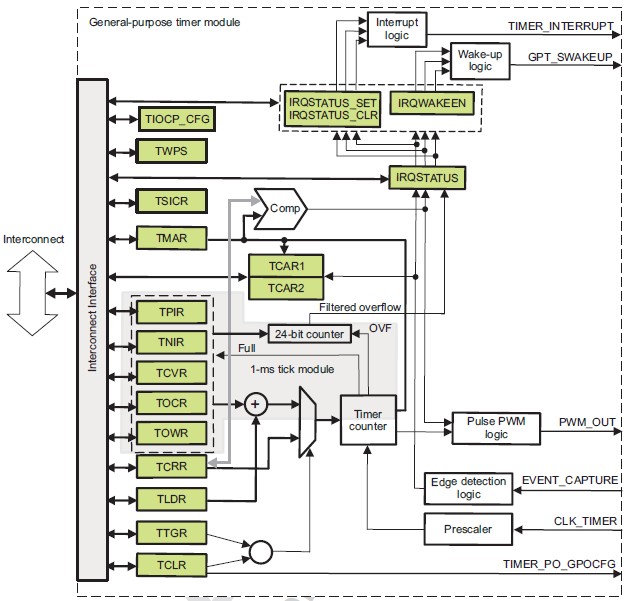 General-purpose timer module
Interrupt
logic
TIMER_INTERRUPT
Wake-up
logic
GPT_SWAKEUP
IRQSTATUS_SET
IRQSTATUS_CLR
IRQWAKEEN
TIOCP_CFG
TWPS
IRQSTATUS
TSICR
Comp
Interconnect
TMAR
TCAR1
TCAR2
Interconnect Interface
Filtered overflow
TPIR
24-bit counter
OVF
TNIR
Full
1-ms tick module
TCVR
TOCR
+
Timer
counter
TOWR
Pulse PWM
logic
PWM_OUT
TCRR
Edge detection
logic
EVENT_CAPTURE
TLDR
Prescaler
CLK_TIMER
TTGR
TCLR
TIMER_PO_GPOCFG